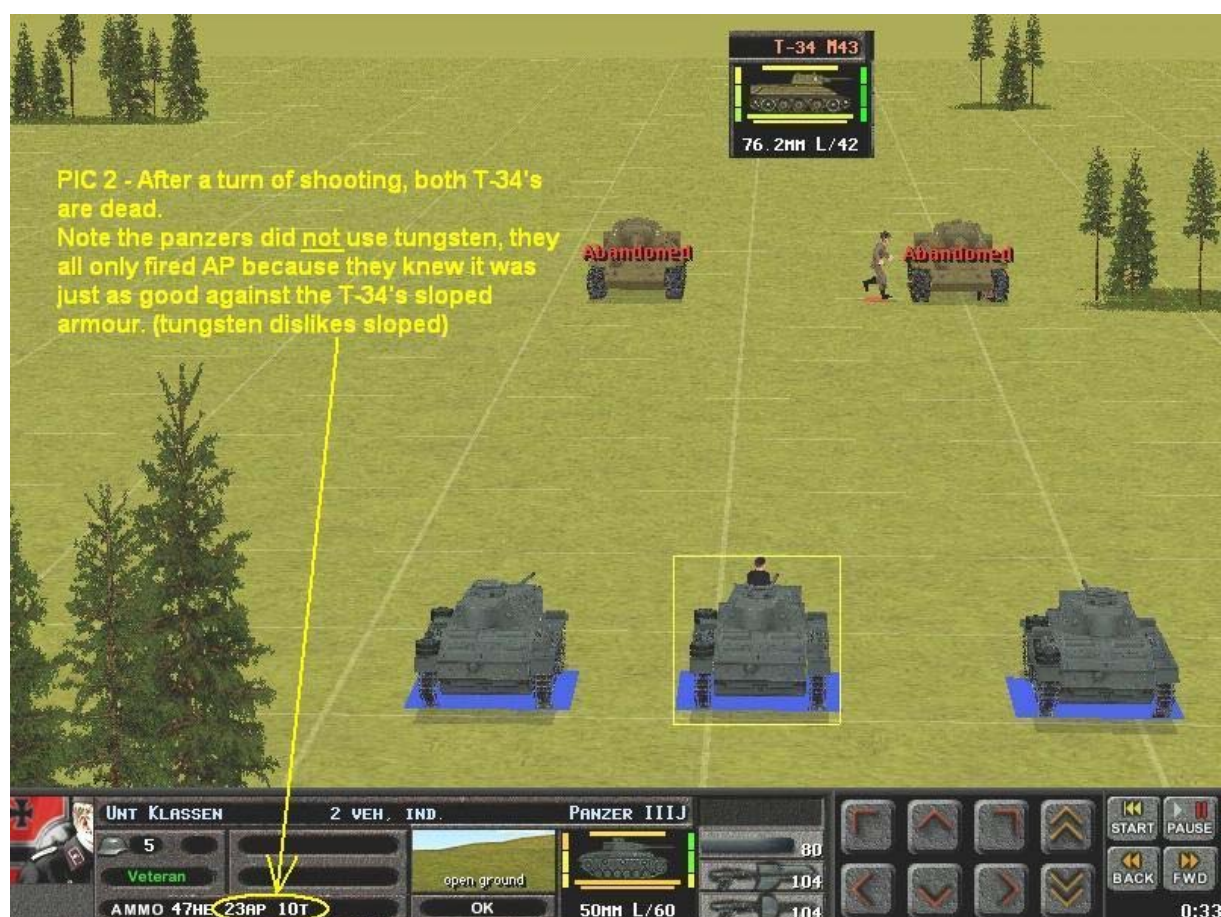 T-34 M43
76.2MM L/42
PIC 2 - After a turn of shooting, both T-34's
are dead.
Note the panzers did not use tungsten, they
all only fired AP because they knew it was
just as good against the T-34's sloped
armour. (tungsten dislikes sloped)
Abandoned
Abandoned
UNT KLASSEN 2 VEH, IND. PANZER IIIJ
5
Veteran
AMMO 47HE 23AP 10T
open ground
OK
50MM L/60
80
104
104
START PAUSE
BACK FWD
0:33